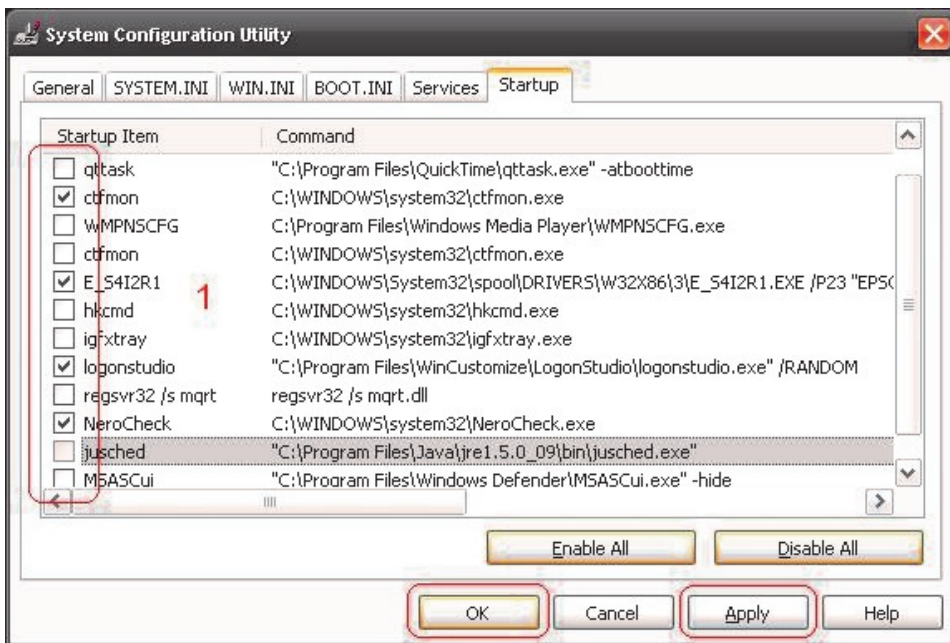 System Configuration Utility
General SYSTEM.INI WIN.INI BOOT.INI Services Startup
Startup Item Command
qttask "C:\Program Files\QuickTime\qttask.exe" -atboottime
ctfmon C:\WINDOWS\system32\ctfmon.exe
WMPNSCFG C:\Program Files\Windows Media Player\WMPNSCFG.exe
ctfmon C:\WINDOWS\system32\ctfmon.exe
E_S4I2R1 C:\WINDOWS\System32\spool\DRIVERS\W32X86\3\E_S4I2R1.EXE /P23 "EPSO
1
hkcmd C:\WINDOWS\system32\hkcmd.exe
igfxtray C:\WINDOWS\system32\igfxtray.exe
logonstudio "C:\Program Files\WinCustomize\LogonStudio\logonstudio.exe" /RANDOM
regsvr32 /s mqrt regsvr32 /s mqrt.dll
NeroCheck C:\WINDOWS\system32\NeroCheck.exe
jusched "C:\Program Files\Java\jre1.5.0_09\bin\jusched.exe"
MSASCui "C:\Program Files\Windows Defender\MSASCui.exe" -hide
Enable All Disable All
OK Cancel Apply Help